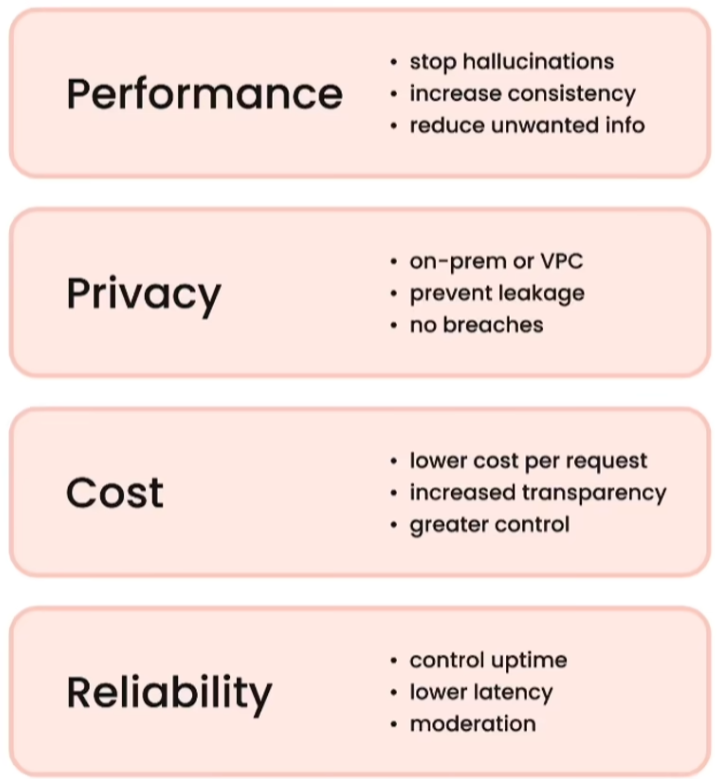 Performance
• stop hallucinations
• increase consistency
• reduce unwanted info
Privacy
• on-prem or VPC
• prevent leakage
• no breaches
Cost
• lower cost per request
• increased transparency
• greater control
Reliability
• control uptime
• lower latency
• moderation